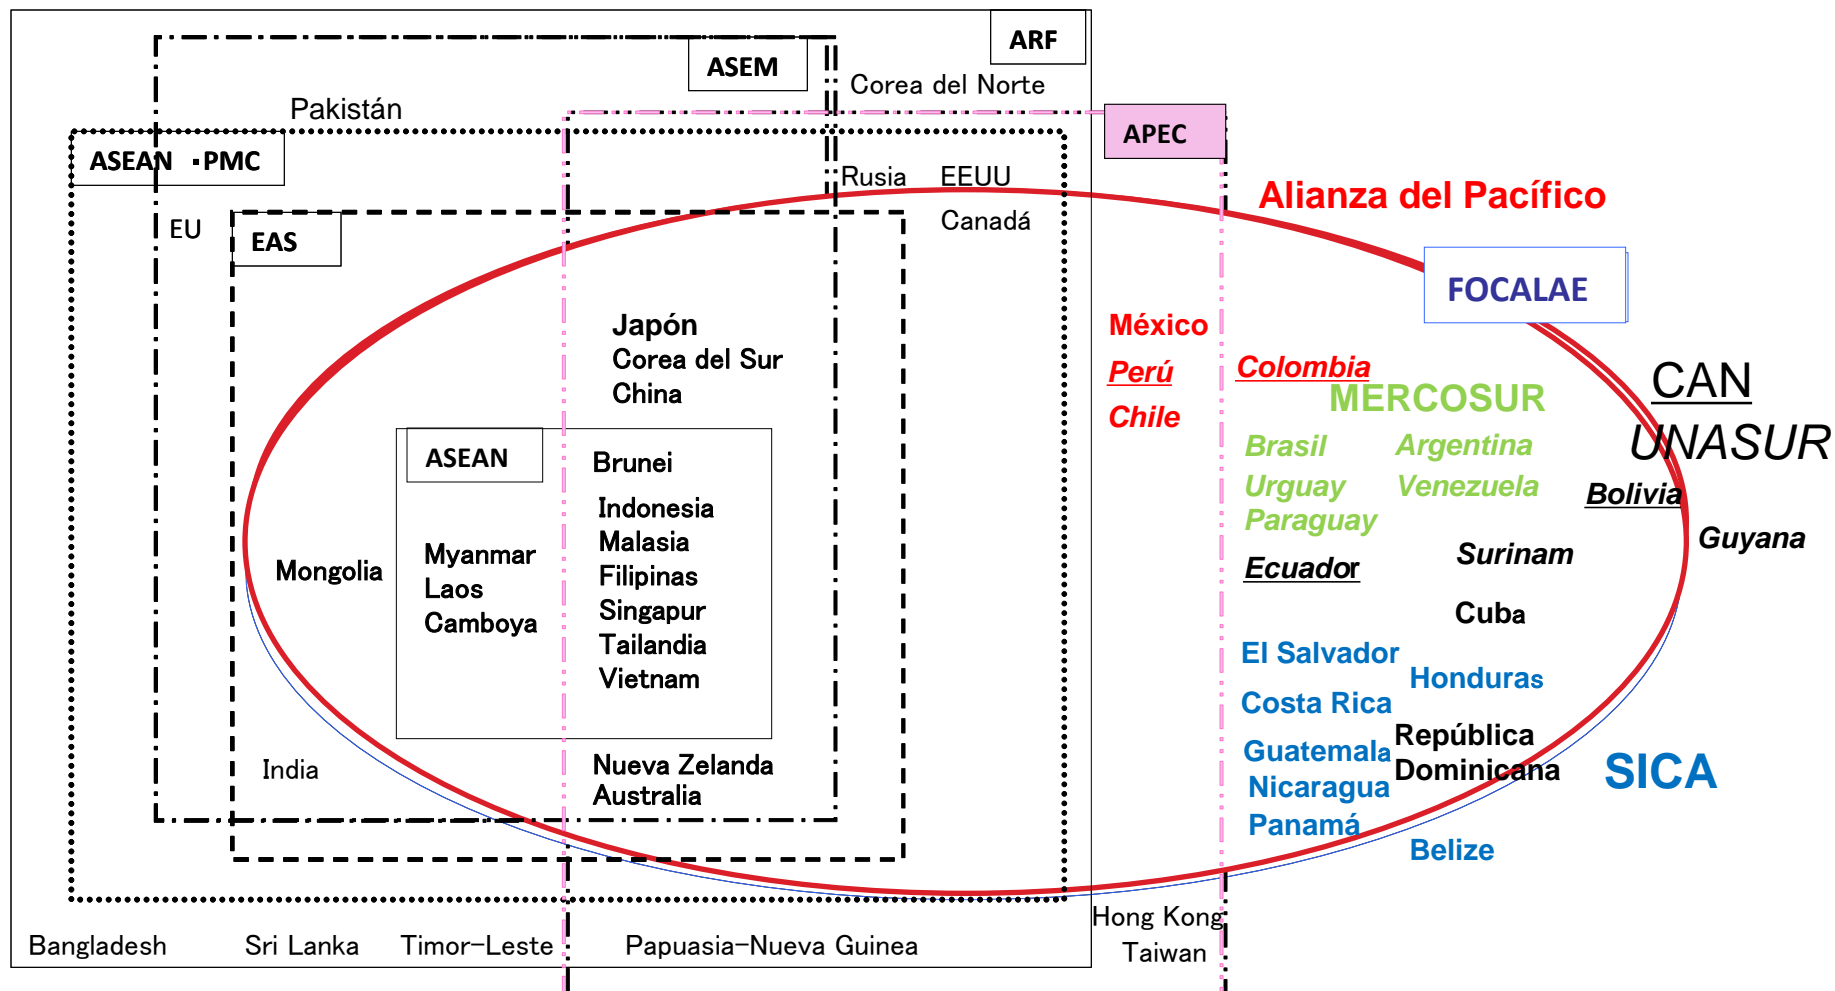 ARF
ASEM
Corea del Norte
Pakistán
APEC
ASEAN ・PMC
Rusia EEUU
Alianza del Pacífico
EU
Canadá
EAS
FOCALAE
Japón
Corea del Sur
China
México
Perú
Chile
Colombia
MERCOSUR
CAN
UNASUR
Brasil Argentina
Urguay Venezuela
Paraguay
Bolivia
Guyana
Surinam
Ecuador
Cuba
ASEAN
Brunei
Indonesia
Malasia
Filipinas
Singapur
Tailandia
Vietnam
Myanmar
Laos
Camboya
Mongolia
El Salvador
Honduras
Costa Rica
República
Dominicana
Guatemala
Nicaragua
Panamá
Belize
SICA
India
Nueva Zelanda
Australia
Hong Kong
Taiwan
Bangladesh Sri Lanka Timor-Leste Papuasia-Nueva Guinea